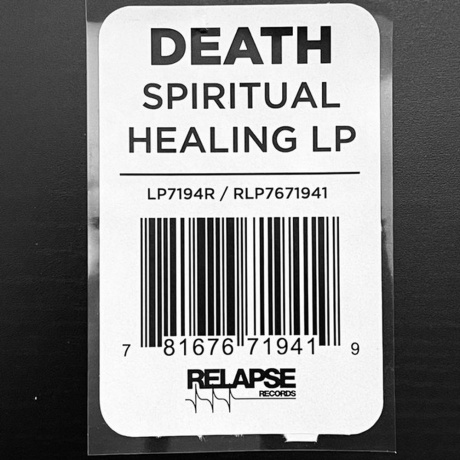 DEATH
SPIRITUAL
HEALING LP
LP7194R / RLP7671941
7 81676 71941 9
RELAPSE
RECORDS